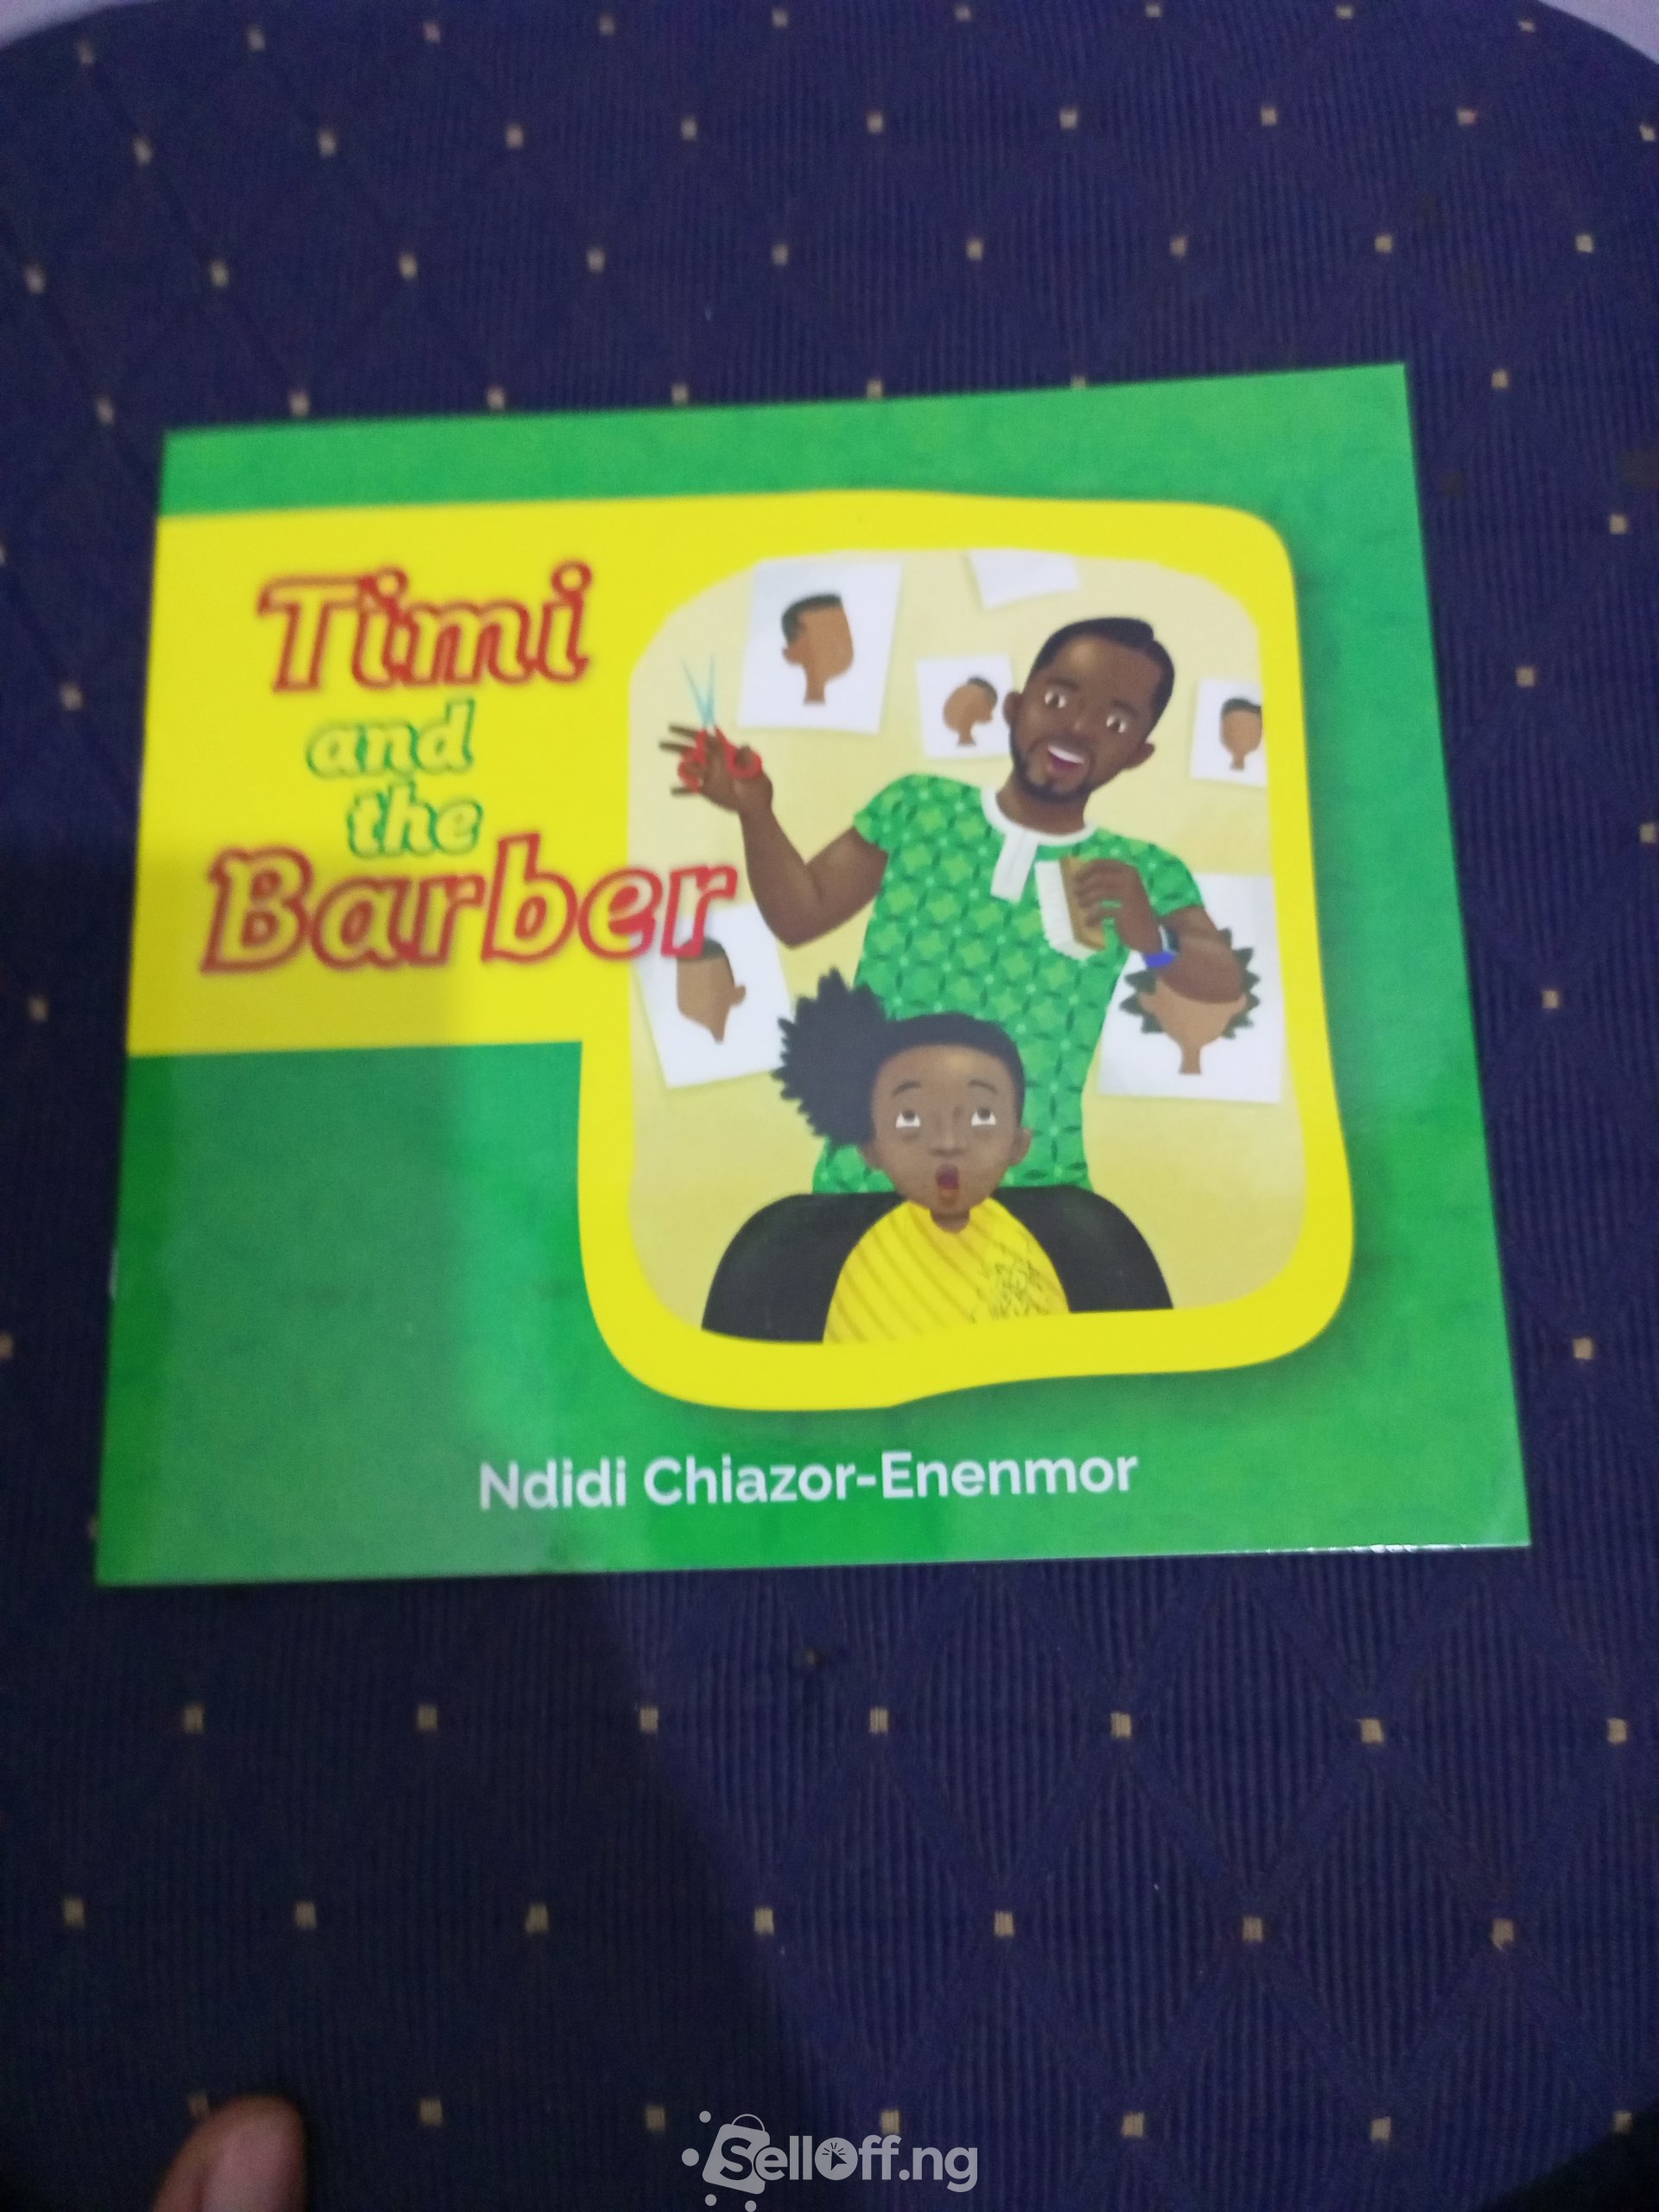 Timi
and
the
Barber
Ndidi Chiazor-Enenmor
SellOff.ng